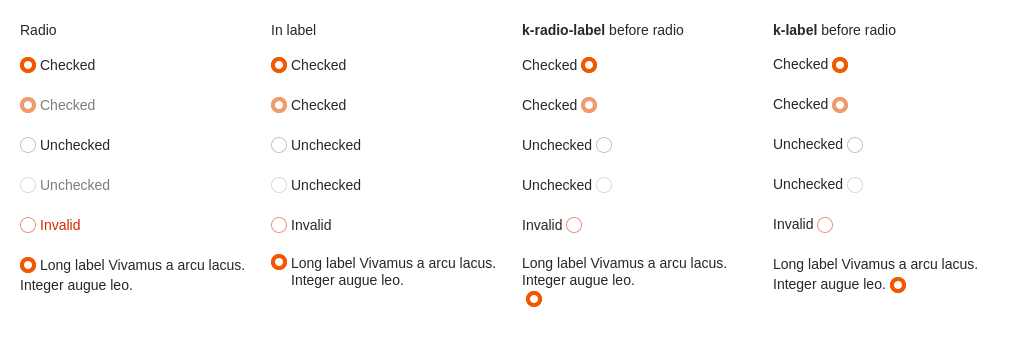 Radio
Checked
Checked
Unchecked
Unchecked
Invalid
Long label Vivamus a arcu lacus.
Integer augue leo.
In label
Checked
Checked
Unchecked
Unchecked
Invalid
Long label Vivamus a arcu lacus.
Integer augue leo.
k-radio-label before radio
Checked
Checked
Unchecked
Unchecked
Invalid
Long label Vivamus a arcu lacus.
Integer augue leo.
k-label before radio
Checked
Checked
Unchecked
Unchecked
Invalid
Long label Vivamus a arcu lacus.
Integer augue leo.